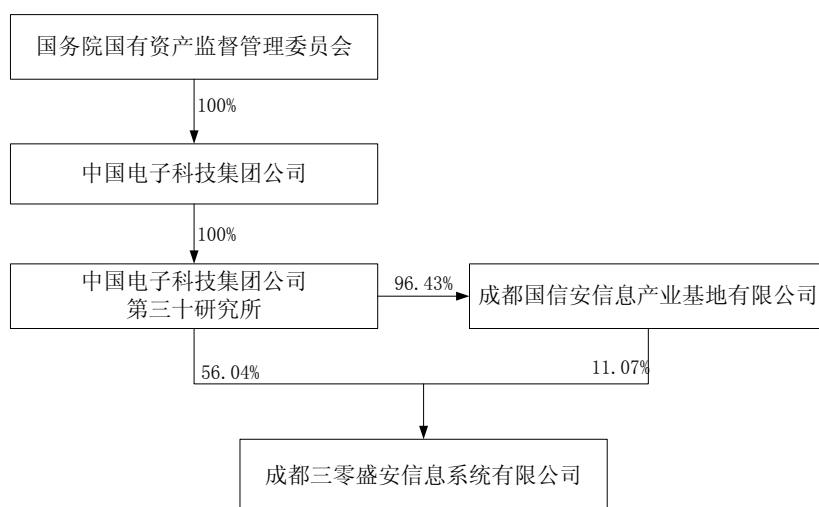 国务院国有资产监督管理委员会
100%
中国电子科技集团公司
100%
中国电子科技集团公司
第三十研究所
96.43%
成都国信安信息产业基地有限公司
56.04%
11.07%
成都三零盛安信息系统有限公司